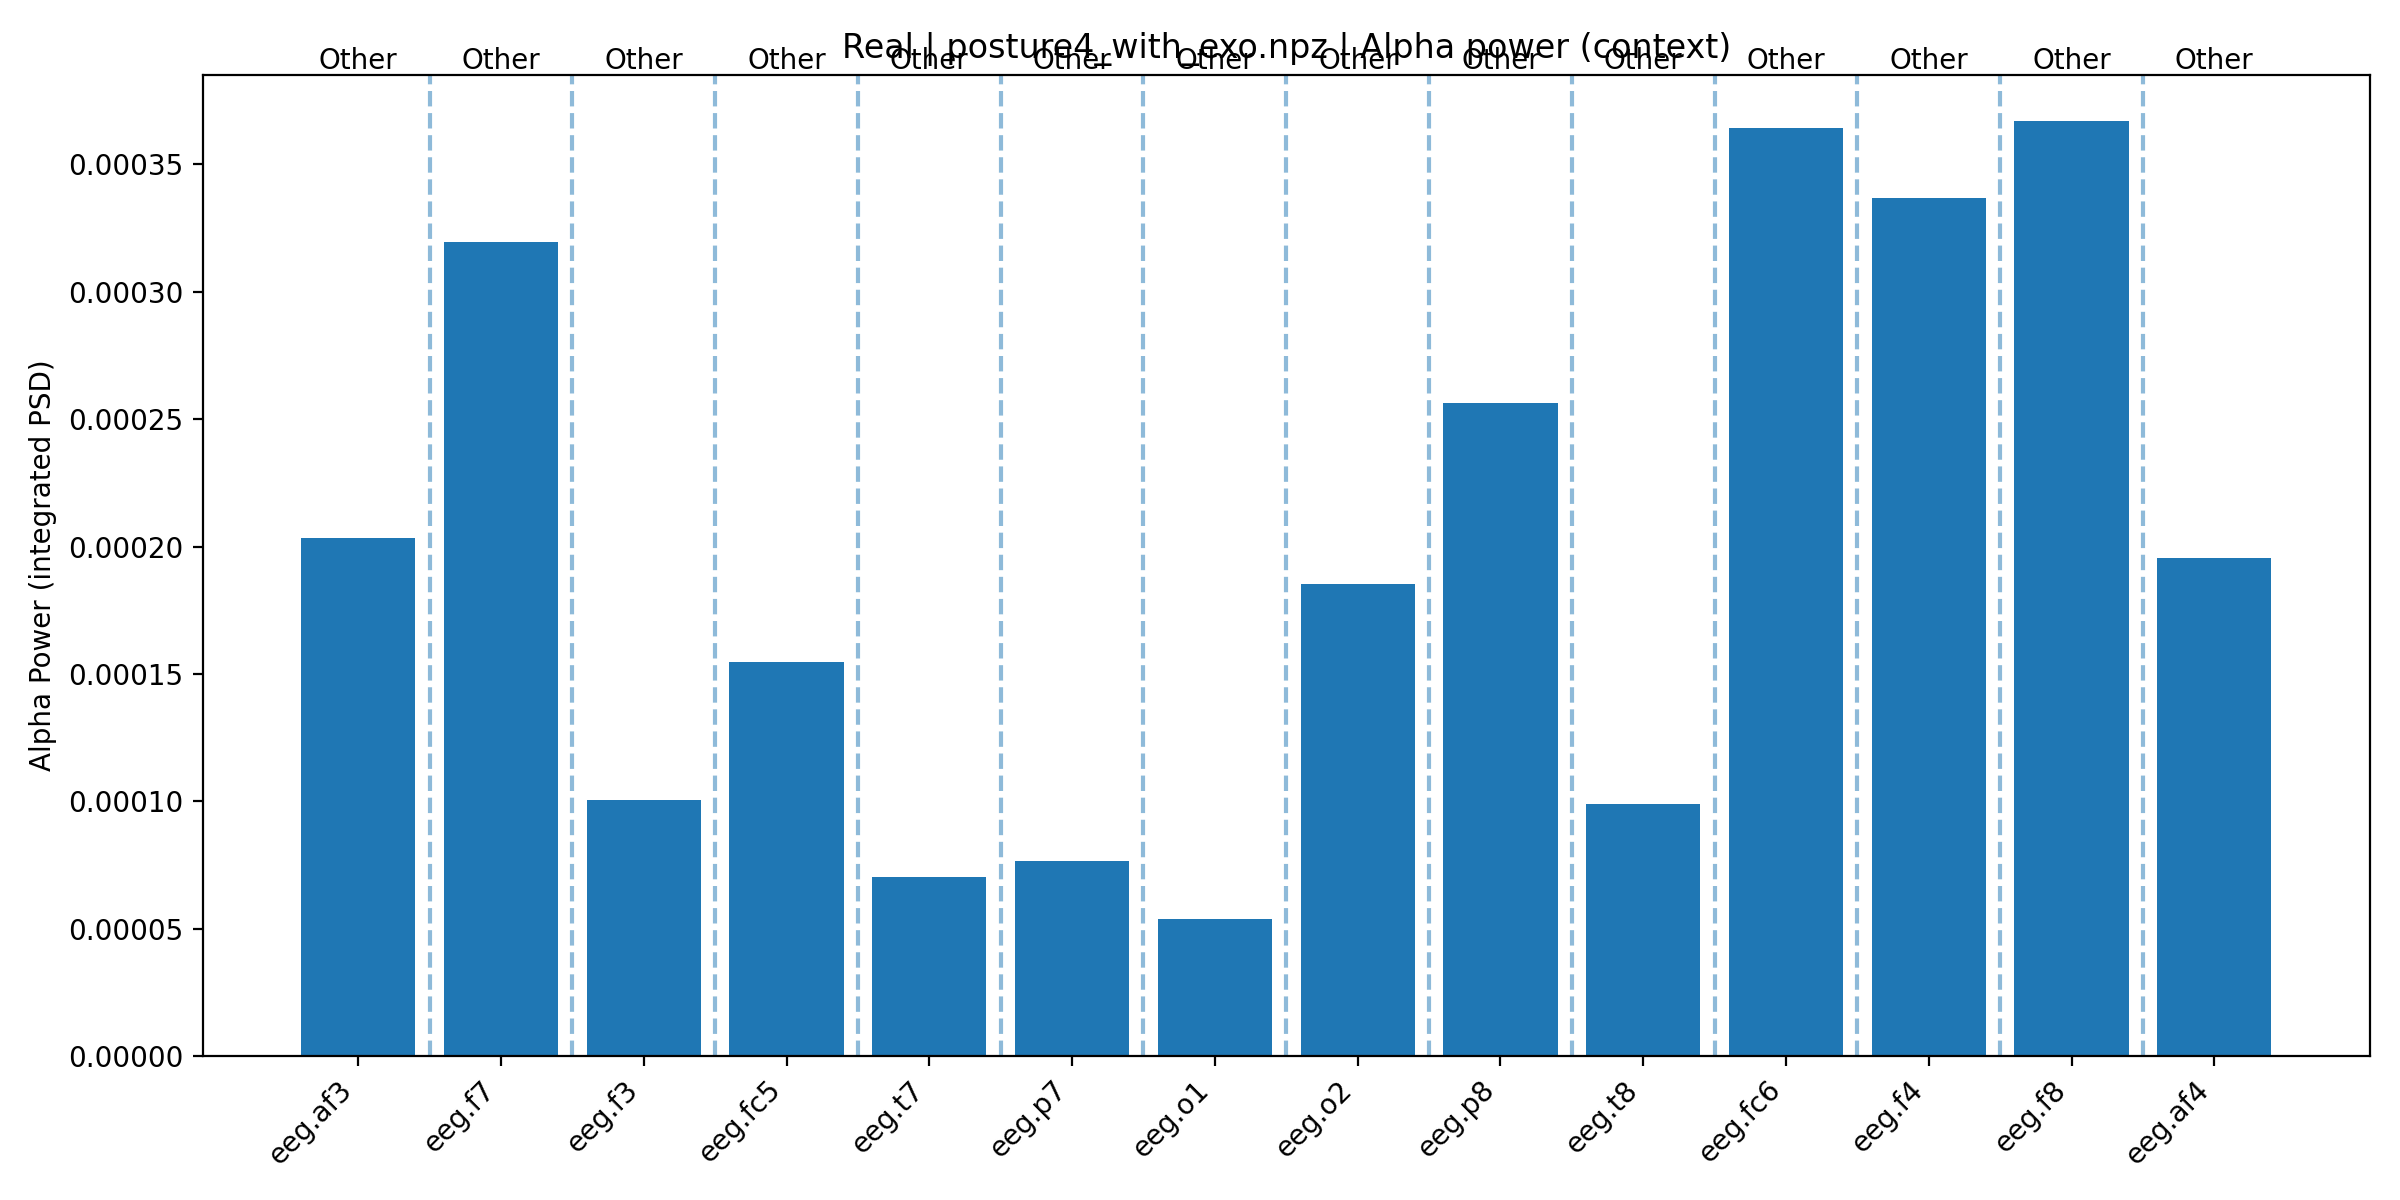 Real | posture4_with_exo.npz | Alpha power (context)
Other Other Other Other Other Other Other Other Other Other Other Other Other Other
Alpha Power (integrated PSD)
0.00035
0.00030
0.00025
0.00020
0.00015
0.00010
0.00005
0.00000
eeg.af3 eeg.f7 eeg.f3 eeg.fc5 eeg.t7 eeg.p7 eeg.o1 eeg.o2 eeg.p8 eeg.t8 eeg.fc6 eeg.f4 eeg.f8 eeg.af4